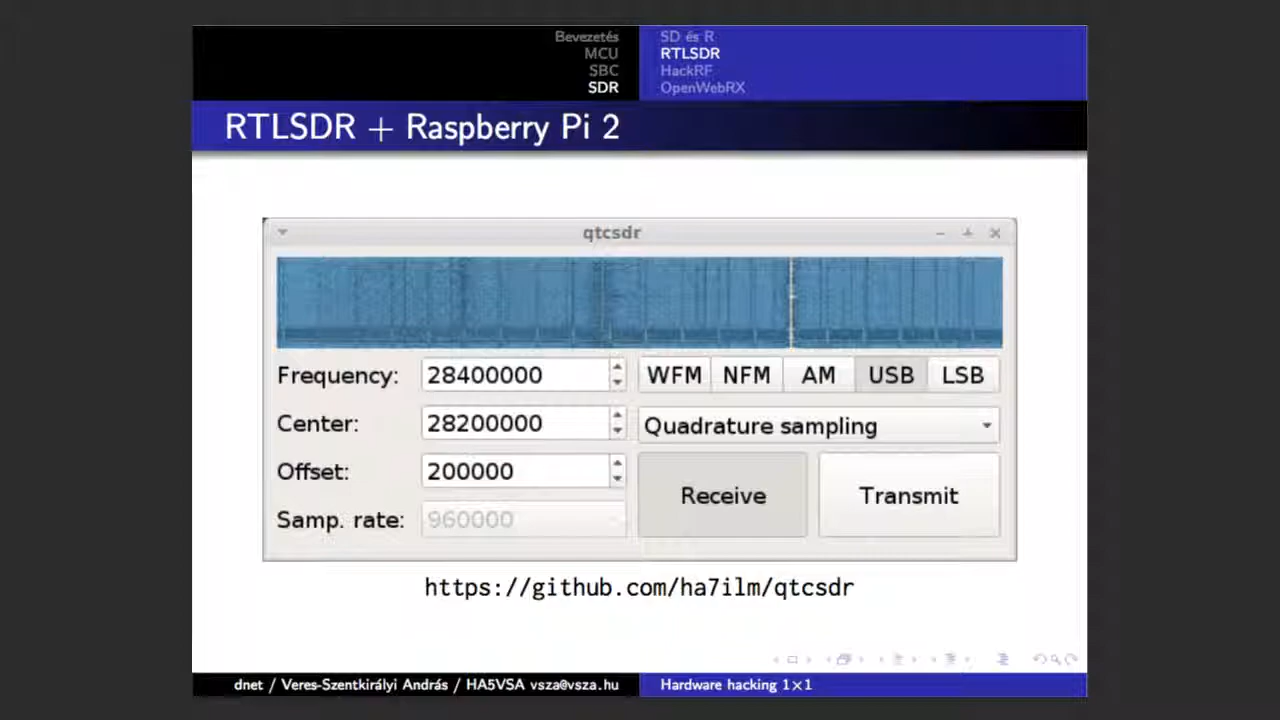 Bevezetés
MCU
SBC
SDR
SD és R
RTLSDR
HackRF
OpenWebRX
RTLSDR + Raspberry Pi 2
qtcsdr
Frequency: 28400000 WFM NFM AM USB LSB
Center: 28200000 Quadrature sampling
Offset: 200000 Receive Transmit
Samp. rate: 960000
https://github.com/ha7ilm/qtcsdr
dnet / Veres-Szentkirályi András / HA5VSA vsza@vsza.hu Hardware hacking 1×1